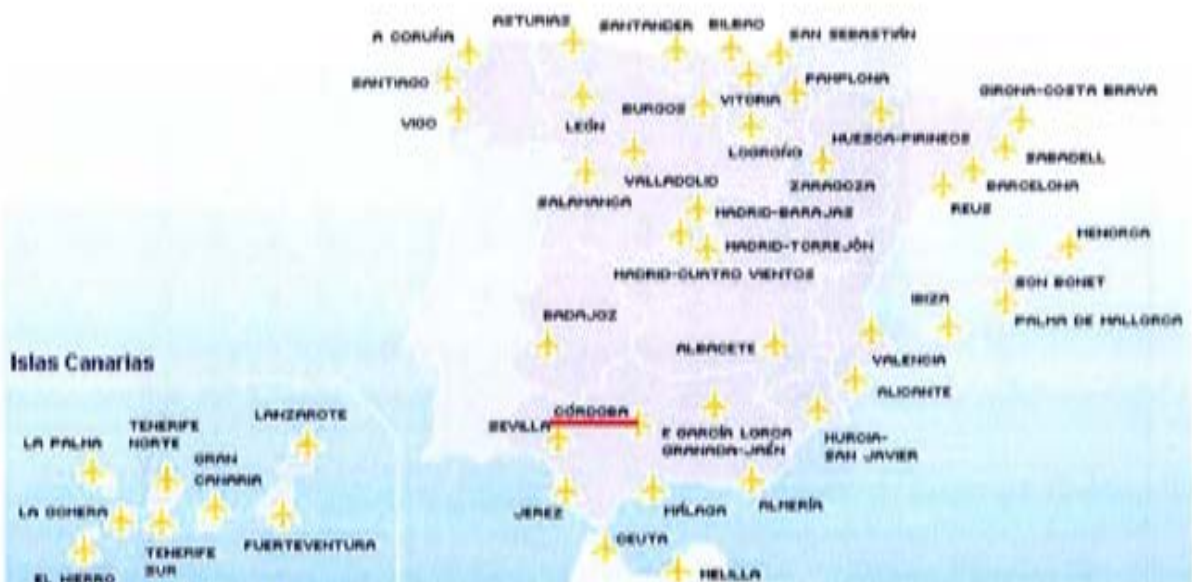 ASTURIAS
SANTANDER
BILBAO
A CORUÑA
SAN SEBASTIÁN
SANTIAGO
PAMPLONA
GIRONA-COSTA BRAVA
VIGO
LEÓN
BURGOS
VITORIA
HUESCA-PIRINEOS
LOGROÑO
SABADELL
VALLADOLID
ZARAGOZA
BARCELONA
SALAMANCA
REUS
MADRID-BARAJAS
MENORCA
MADRID-TORREJÓN
MADRID-CUATRO VIENTOS
SON BONET
IBIZA
BADAJOZ
PALMA DE MALLORCA
ALBACETE
VALENCIA
Islas Canarias
ALICANTE
LANZAROTE
CÓRDOBA
SEVILLA
F GARCÍA LORCA
GRANADA-JAÉN
MURCIA-
SAN JAVIER
LA PALMA
TENERIFE
NORTE
GRAN
CANARIA
LA GOMERA
JEREZ
MÁLAGA
ALMERÍA
FUERTEVENTURA
CEUTA
TENERIFE
SUR
EL HIERRO
MELILLA